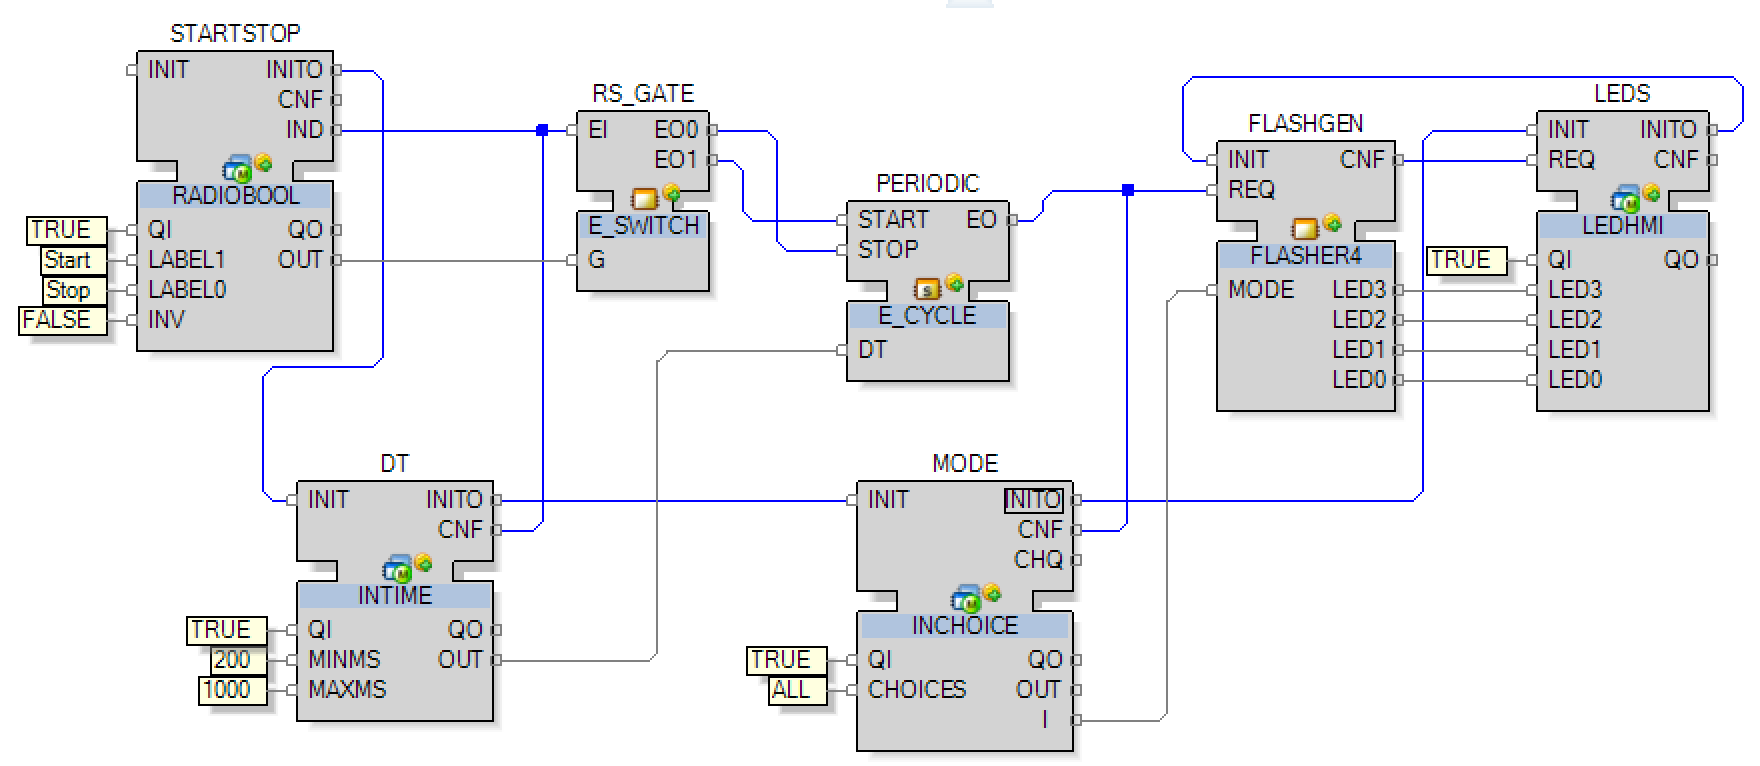 STARTSTOP
INIT INITO
CNF
IND
RADIOBOOL
TRUE QI QO
Start LABEL1 OUT
Stop LABEL0
FALSE INV
RS_GATE
EI EO0
EO1
E_SWITCH
G
PERIODIC
START EO
STOP
E_CYCLE
DT
FLASHGEN
INIT CNF
REQ
FLASHER4
MODE LED3
LED2
LED1
LED0
LEDS
INIT INITO
REQ CNF
LEDHMI
TRUE QI QO
LED3
LED2
LED1
LED0
DT
INIT INITO
CNF
INTIME
TRUE QI QO
200 MINMS OUT
1000 MAXMS
MODE
INIT INITO
CNF
CHQ
INCHOICE
TRUE QI QO
ALL CHOICES OUT
I